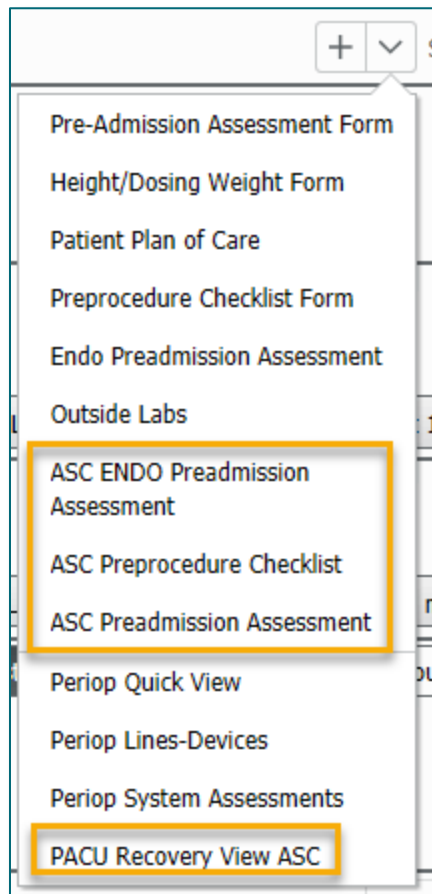 Pre-Admission Assessment Form
Height/Dosing Weight Form
Patient Plan of Care
Preprocedure Checklist Form
Endo Preadmission Assessment
Outside Labs
ASC ENDO Preadmission
Assessment
ASC Preprocedure Checklist
ASC Preadmission Assessment
Periop Quick View
Periop Lines-Devices
Periop System Assessments
PACU Recovery View ASC